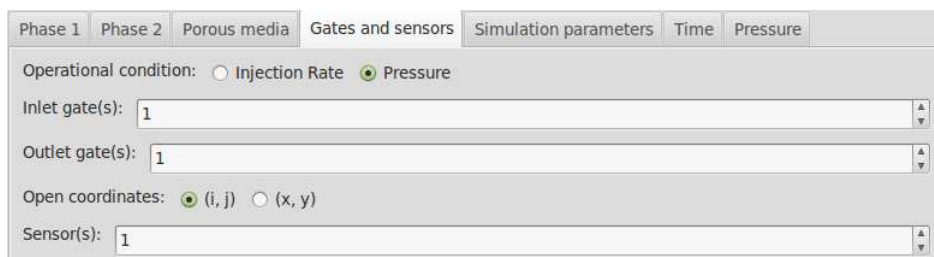 Phase 1 Phase 2 Porous media Gates and sensors Simulation parameters Time Pressure
Operational condition: Injection Rate Pressure
Inlet gate(s): 1
Outlet gate(s): 1
Open coordinates: (i, j) (x, y)
Sensor(s): 1